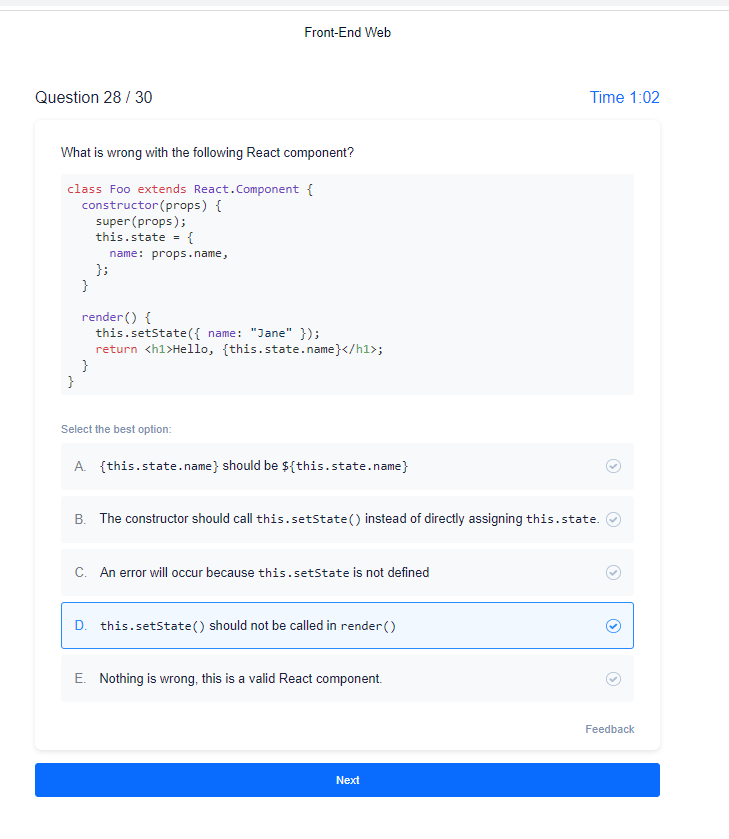 Front-End Web
Question 28 / 30
Time 1:02
What is wrong with the following React component?
class Foo extends React.Component {
  constructor(props) {
    super(props);
    this.state = {
      name: props.name,
    };
  }

  render() {
    this.setState({ name: "Jane" });
    return <h1>Hello, {this.state.name}</h1>;
  }
}
Select the best option:
A. {this.state.name} should be ${this.state.name}
B. The constructor should call this.setState() instead of directly assigning this.state.
C. An error will occur because this.setState is not defined
D. this.setState() should not be called in render()
E. Nothing is wrong, this is a valid React component.
Feedback
Next